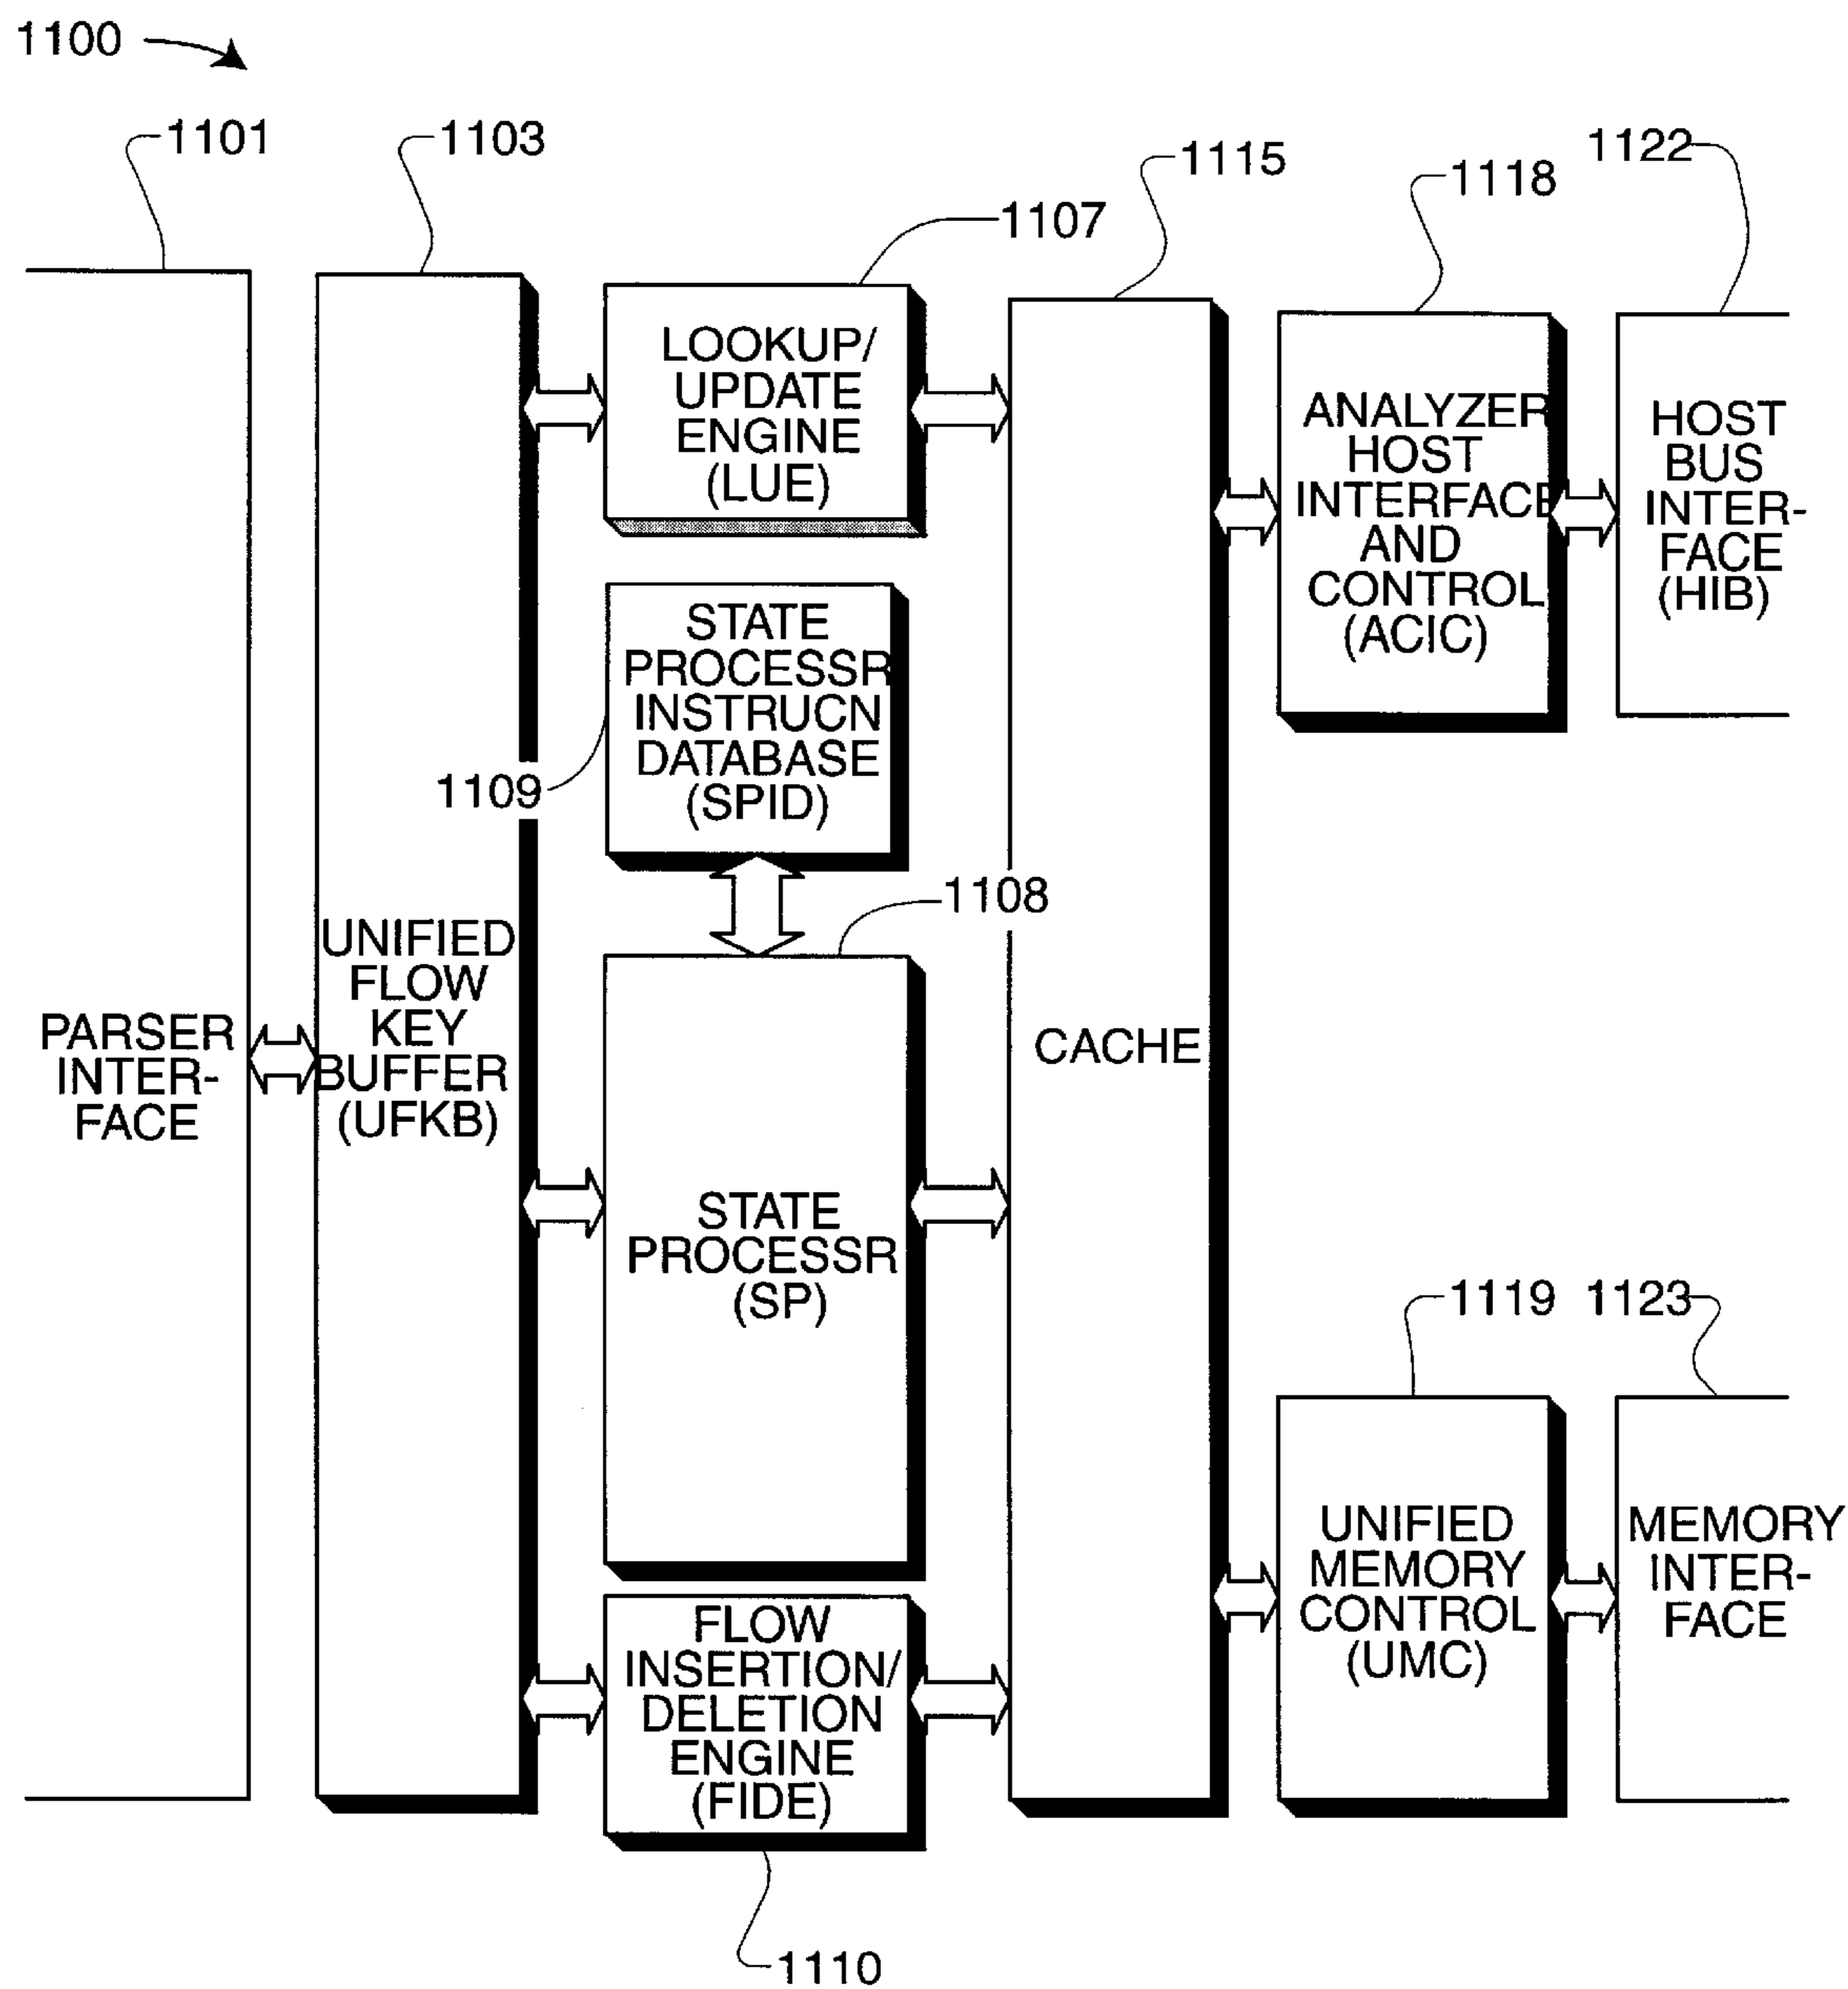 1100
1101
1103
1107
1115
1118
1122
LOOKUP/
UPDATE
ENGINE
(LUE)
ANALYZER
HOST
INTERFACE
AND
CONTROL
(ACIC)
HOST
BUS
INTER-
FACE
(HIB)
STATE
PROCESSR
INSTRUCN
DATABASE
(SPID)
1109
1108
PARSER
INTER-
FACE
UNIFIED
FLOW
KEY
BUFFER
(UFKB)
STATE
PROCESSR
(SP)
CACHE
1119
1123
UNIFIED
MEMORY
CONTROL
(UMC)
MEMORY
INTER-
FACE
FLOW
INSERTION/
DELETION
ENGINE
(FIDE)
1110